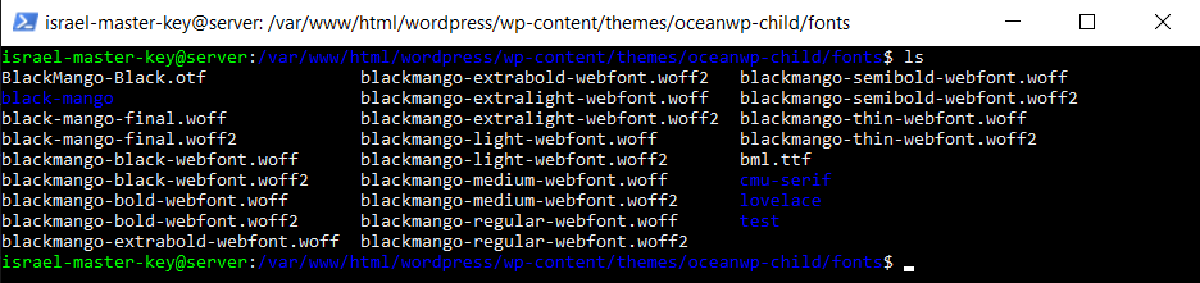 israel-master-key@server: /var/www/html/wordpress/wp-content/themes/oceanwp-child/fonts
israel-master-key@server:/var/www/html/wordpress/wp-content/themes/oceanwp-child/fonts$ ls
BlackMango-Black.otf blackmango-extrabold-webfont.woff2 blackmango-semibold-webfont.woff
black-mango blackmango-extralight-webfont.woff blackmango-semibold-webfont.woff2
black-mango-final.woff blackmango-extralight-webfont.woff2 blackmango-thin-webfont.woff
black-mango-final.woff2 blackmango-light-webfont.woff blackmango-thin-webfont.woff2
blackmango-black-webfont.woff blackmango-light-webfont.woff2 bml.ttf
blackmango-black-webfont.woff2 blackmango-medium-webfont.woff cmu-serif
blackmango-bold-webfont.woff blackmango-medium-webfont.woff2 lovelace
blackmango-bold-webfont.woff2 blackmango-regular-webfont.woff test
blackmango-extrabold-webfont.woff blackmango-regular-webfont.woff2
israel-master-key@server:/var/www/html/wordpress/wp-content/themes/oceanwp-child/fonts$